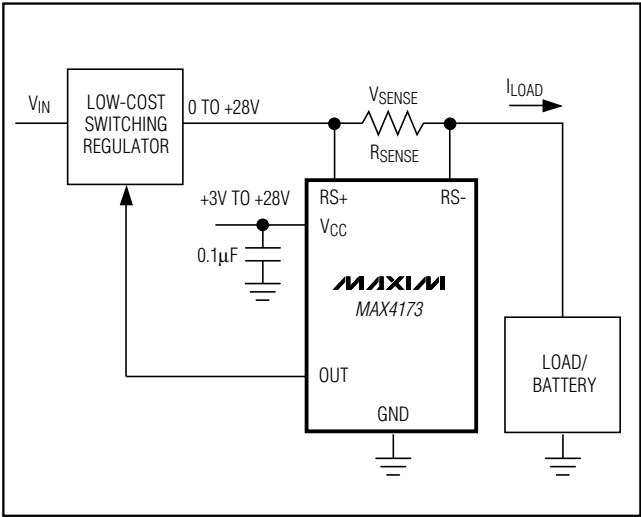 VIN
LOW-COST
SWITCHING
REGULATOR
0 TO +28V
VSENSE
RSENSE
ILOAD
+3V TO +28V
RS+
RS-
VCC
0.1μF
MAXIM
MAX4173
OUT
GND
LOAD/
BATTERY